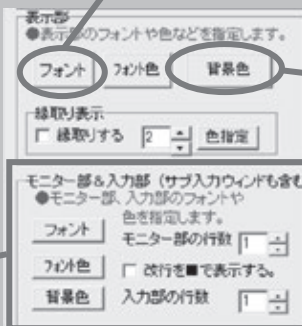 表示部
●表示部のフォントや色などを指定します。
フォント フォント色 背景色
縁取り表示
縁取りする 2 色指定
モニター部&入力部(サブ入力ウィンドも含む
●モニター部、入力部のフォントや
色を指定します。
フォント モニター部の行数 1
フォント色 改行を■で表示する。
背景色 入力部の行数 1